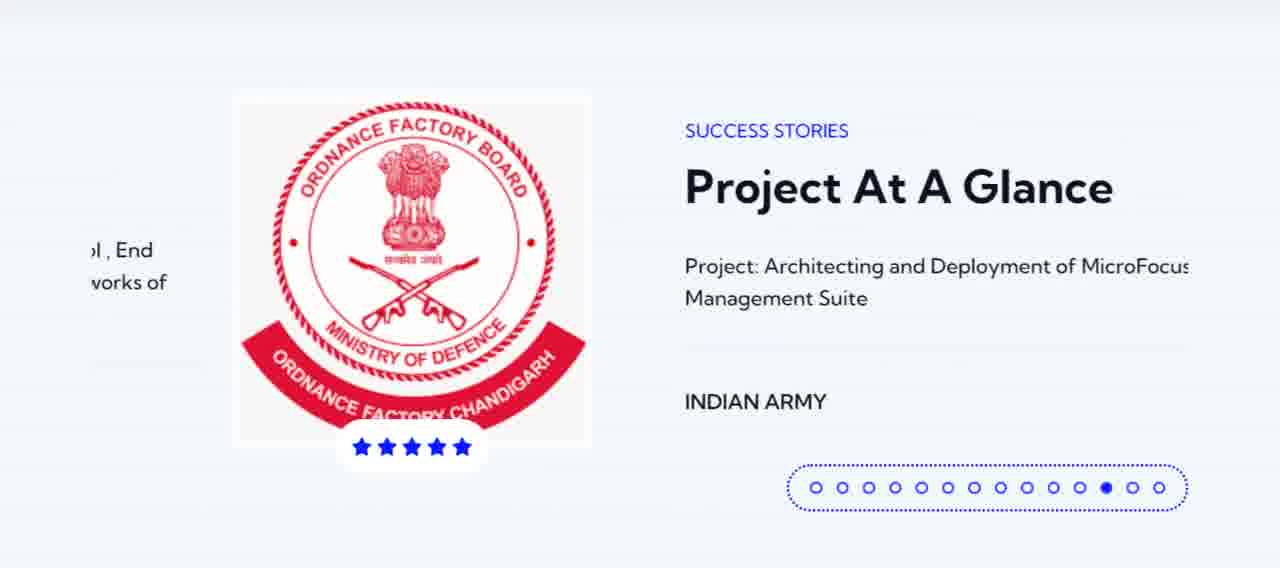 SUCCESS STORIES
Project At A Glance
, End
works of
ORDNANCE FACTORY BOARD
सत्यमेव जयते
MINISTRY OF DEFENCE
ORDNANCE FACTORY CHANDIGARH
Project: Architecting and Deployment of MicroFocus
Management Suite
INDIAN ARMY